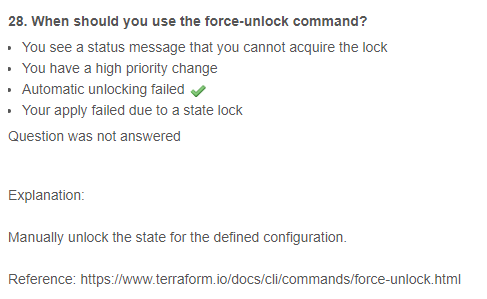 28. When should you use the force-unlock command?
• You see a status message that you cannot acquire the lock
• You have a high priority change
• Automatic unlocking failed
• Your apply failed due to a state lock
Question was not answered
Explanation:
Manually unlock the state for the defined configuration.
Reference: https://www.terraform.io/docs/cli/commands/force-unlock.html